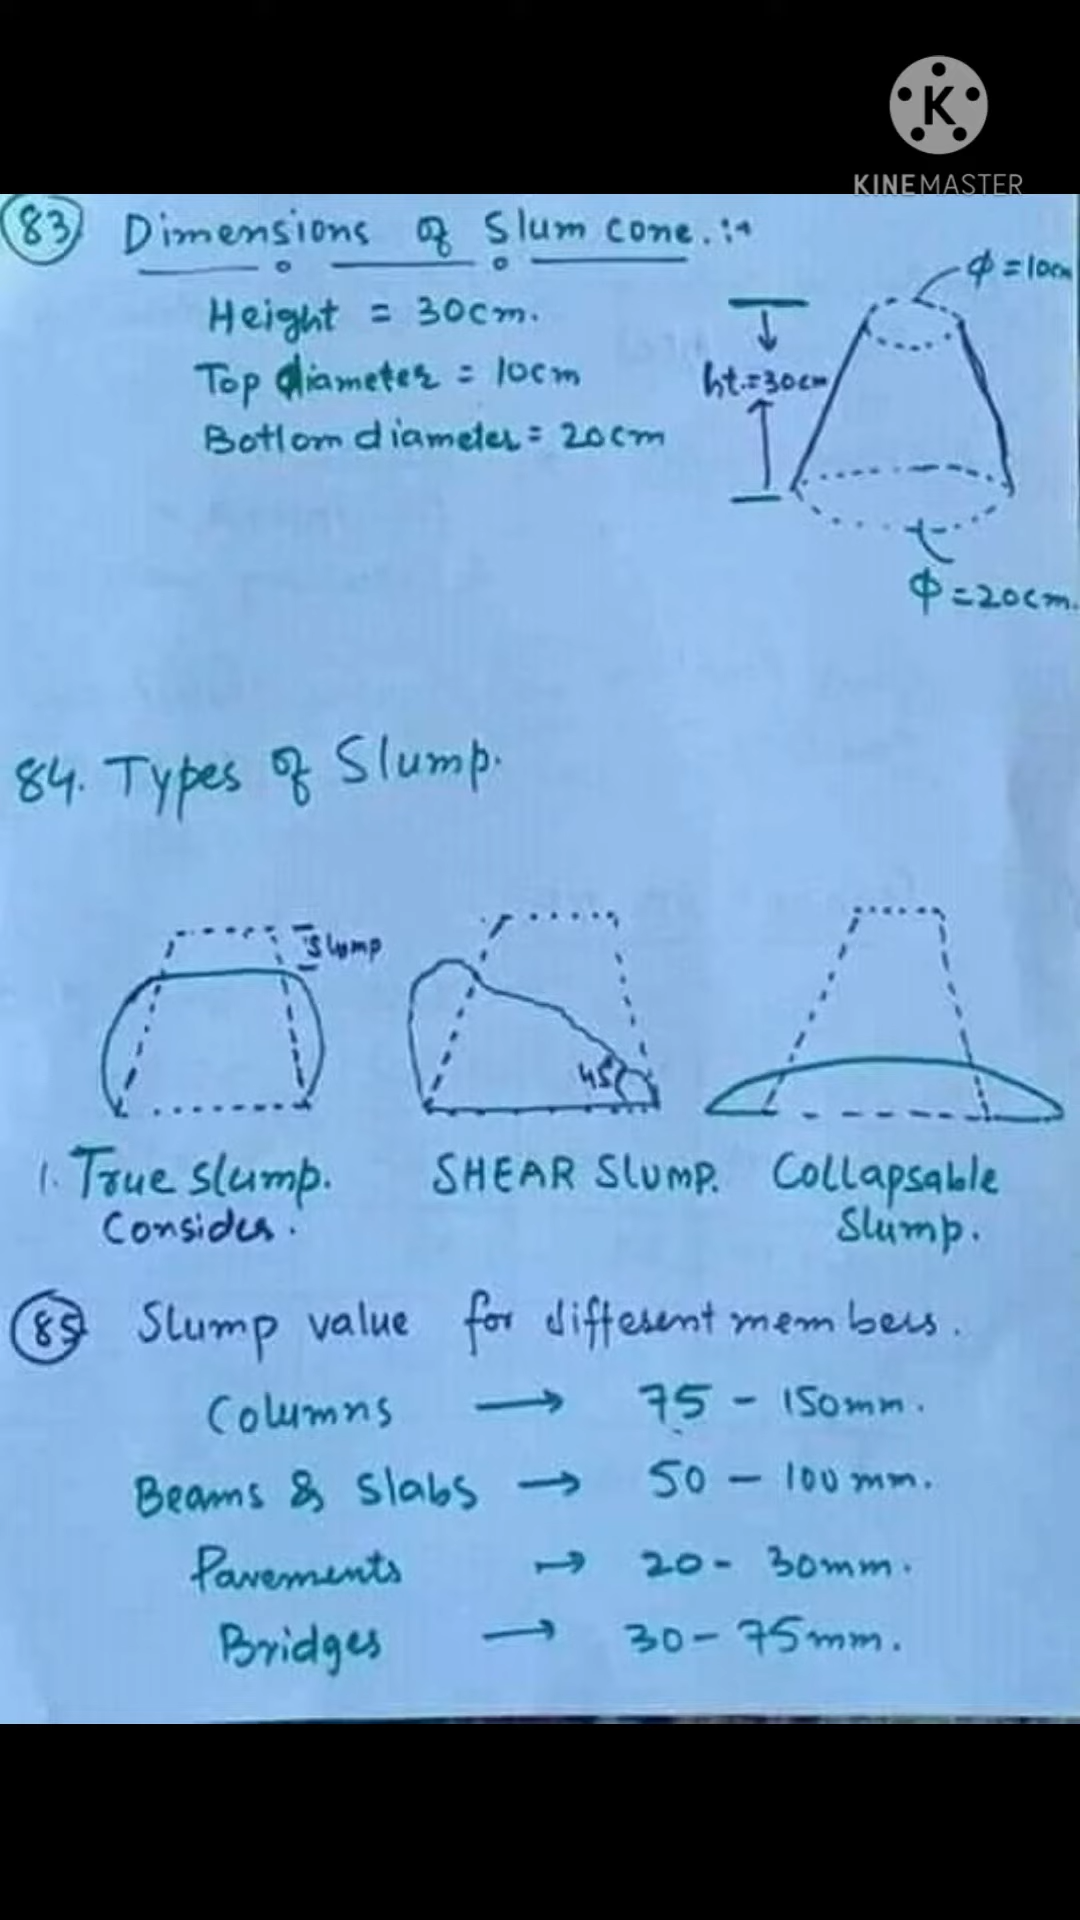 K
KINEMASTER
83 Dimensions of Slum cone. :-
Height = 30cm.
Top diameter = 10cm
Bottom diameter = 20cm
ϕ = 10cm
ht. = 30cm
ϕ = 20cm.
84. Types of Slump.
Slump
45°
1. True slump.
Consider.
SHEAR SLUMP.
Collapsable
Slump.
85 Slump value for different members.
Columns → 75 - 150mm.
Beams & Slabs → 50 - 100mm.
Pavements → 20 - 30mm.
Bridges → 30 - 75mm.